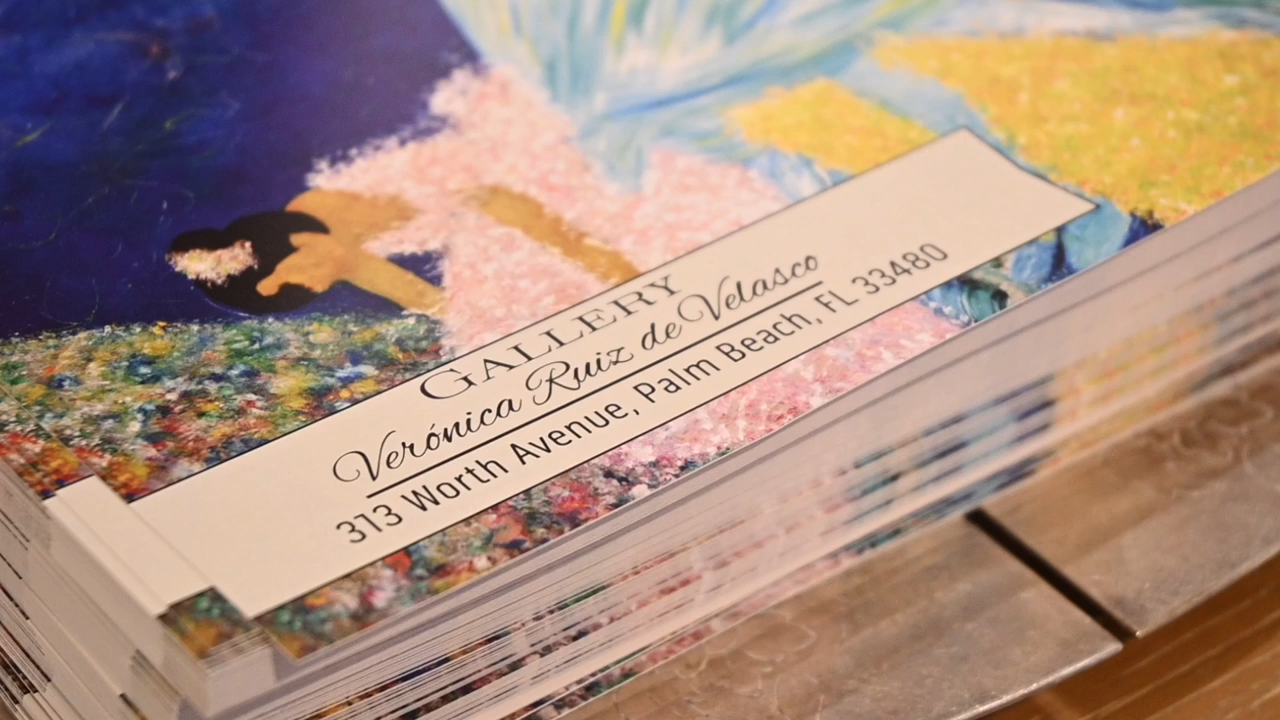 GALLERY
Verónica Ruiz de Velasco
313 Worth Avenue, Palm Beach, FL 33480